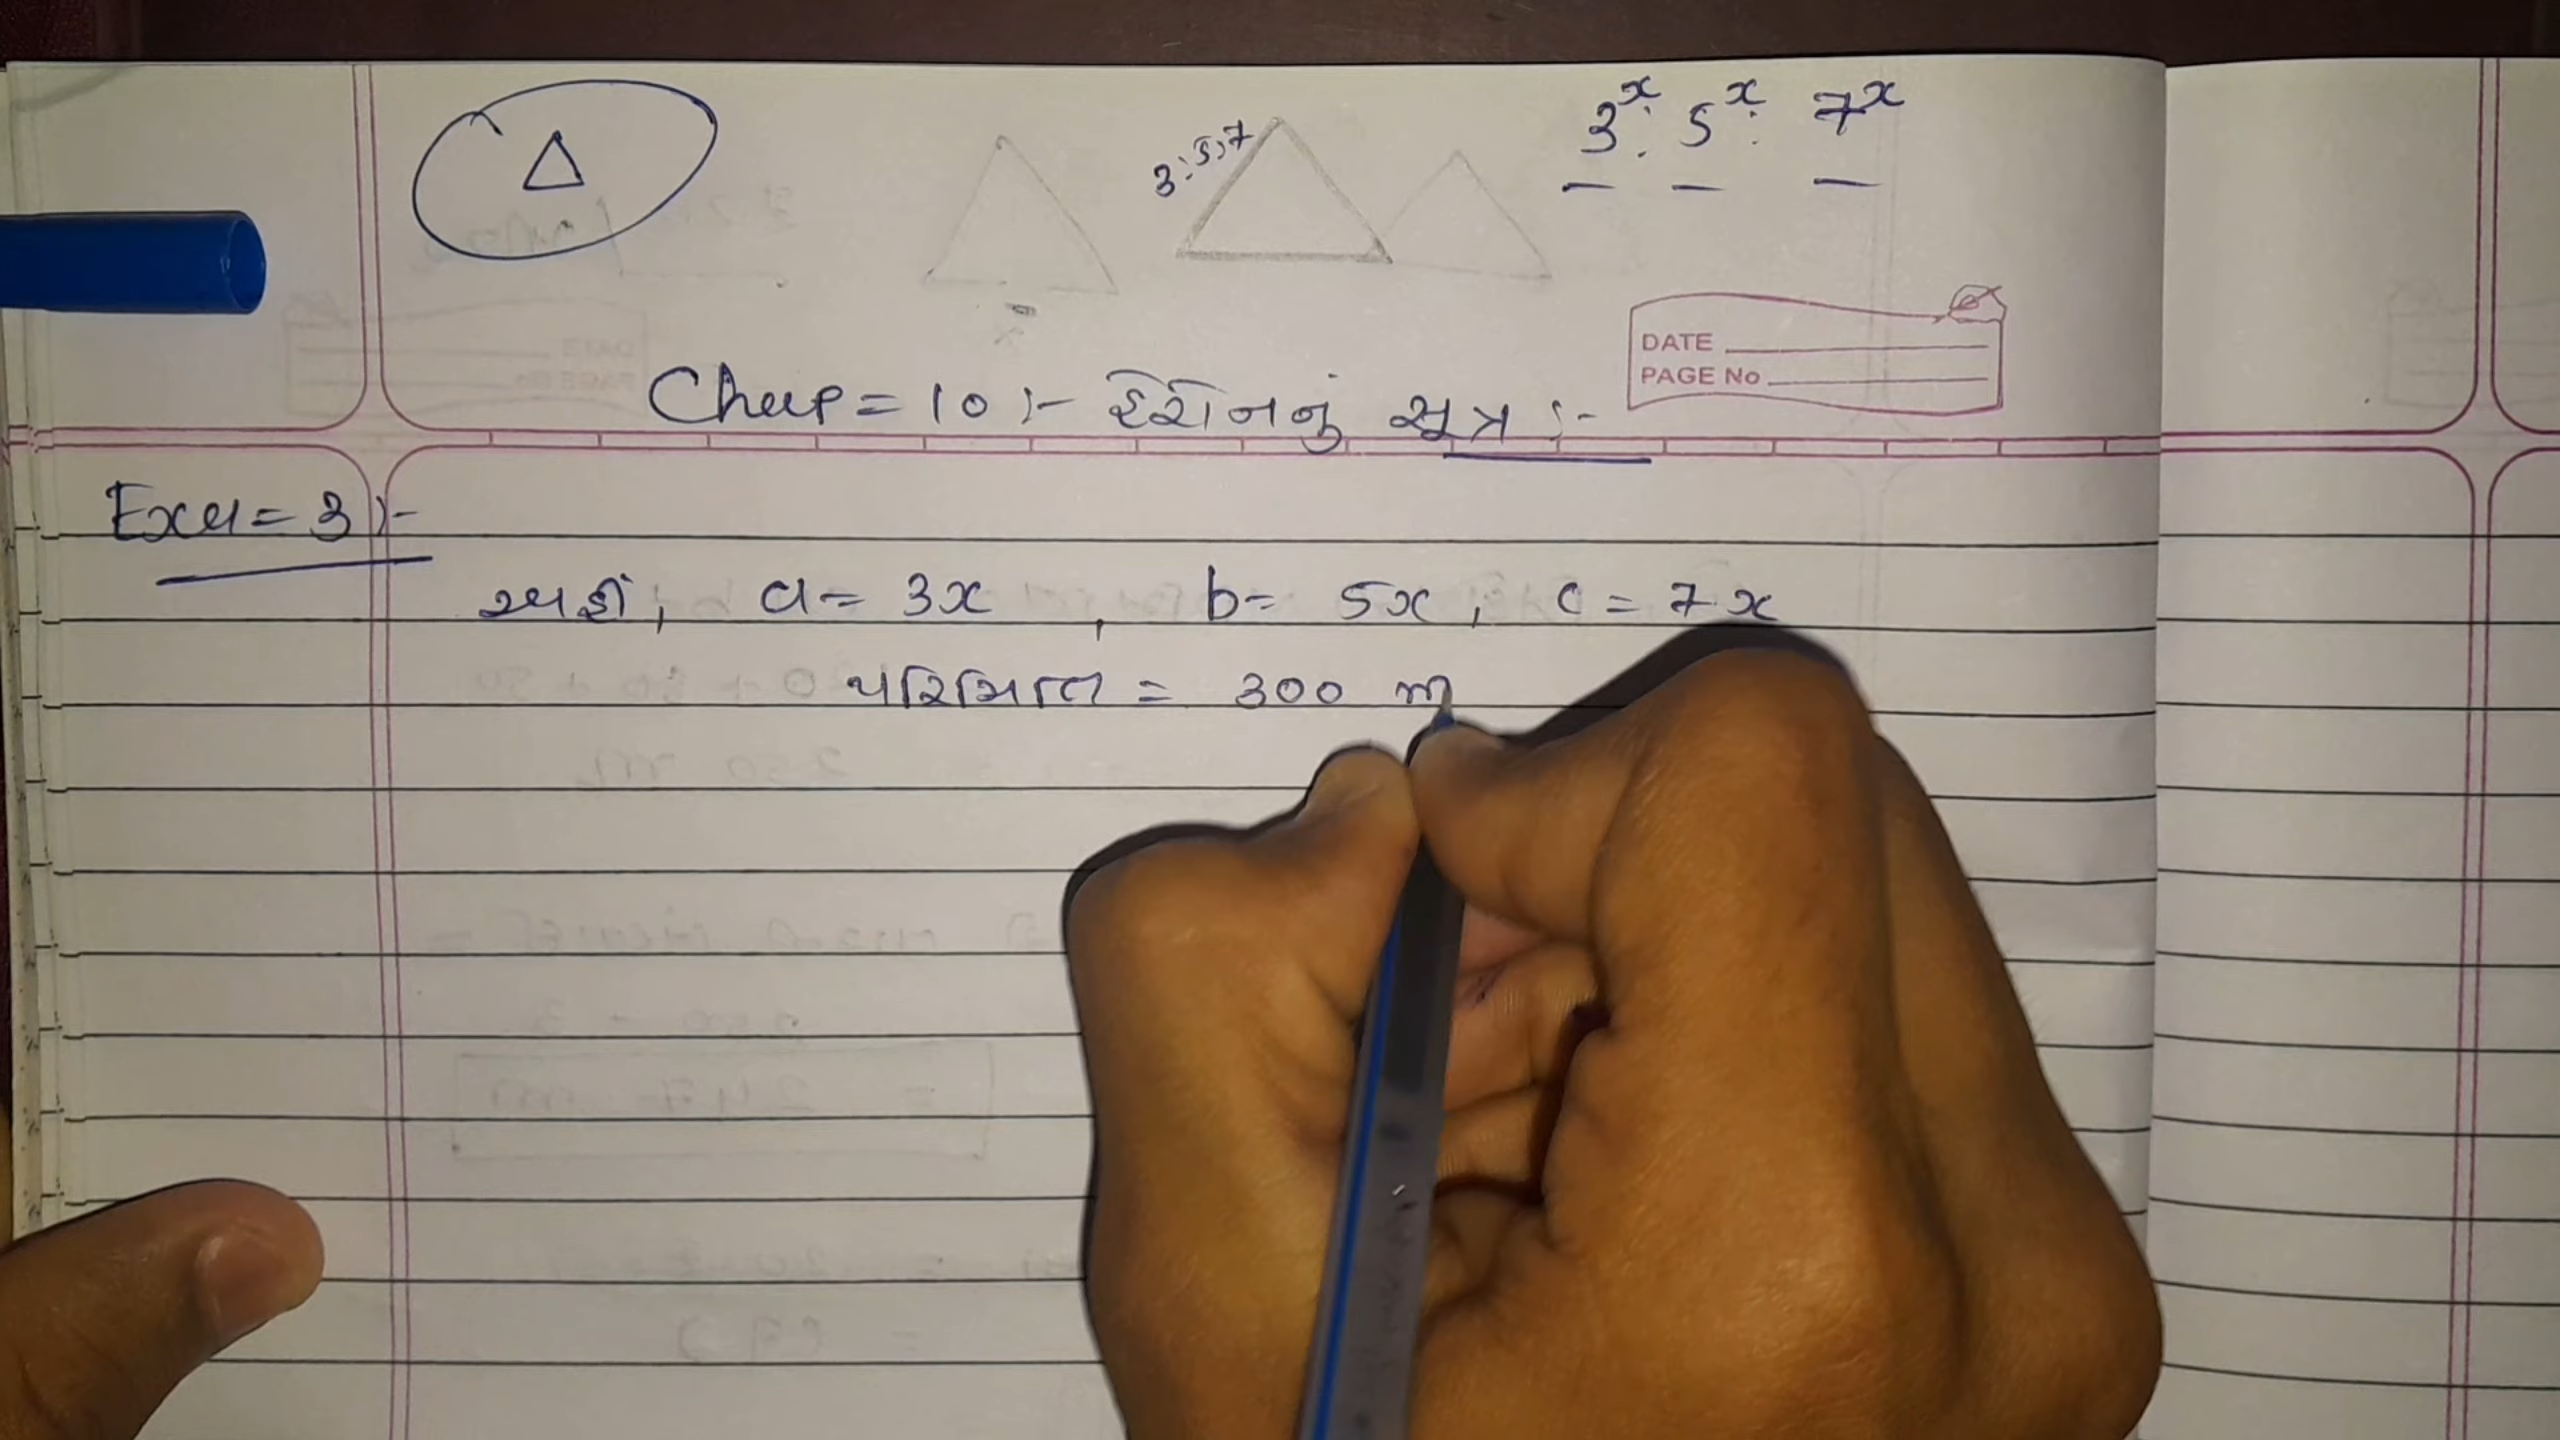 3x : 5x : 7x
3:5:7
DATE
PAGE No
Chap = 10 :- હેરોનનું સૂત્ર :-
Exa = 3 :-
અહીં, a = 3x , b = 5x , c = 7x
પરિમિતિ = 300 m